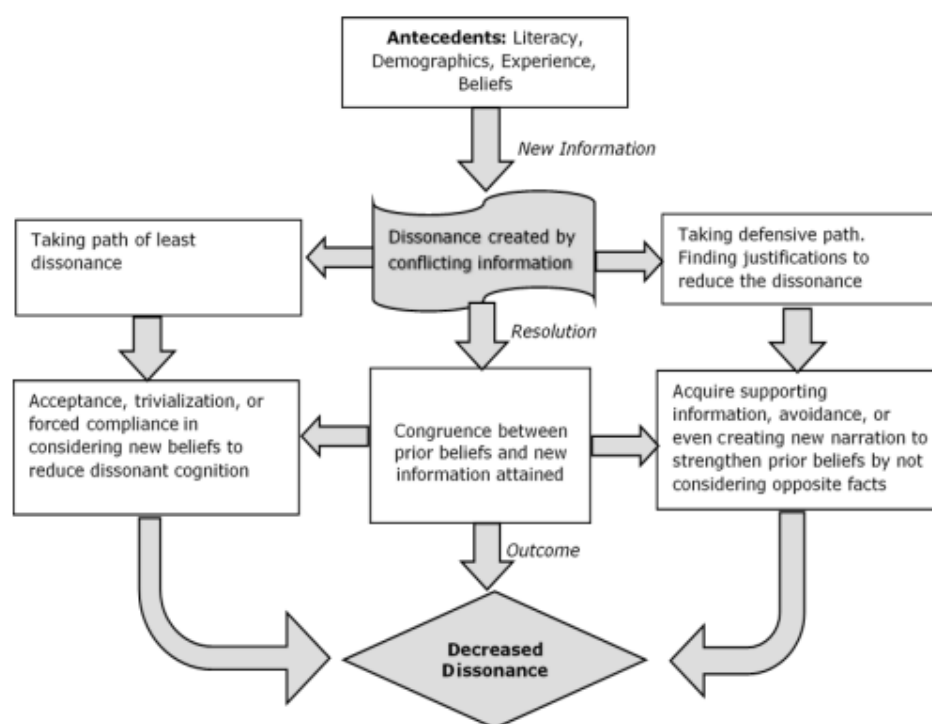 Antecedents: Literacy,
Demographics, Experience,
Beliefs
New Information
Dissonance created by
conflicting information
Taking path of least
dissonance
Taking defensive path.
Finding justifications to
reduce the dissonance
Resolution
Acceptance, trivialization, or
forced compliance in
considering new beliefs to
reduce dissonant cognition
Congruence between
prior beliefs and new
information attained
Acquire supporting
information, avoidance, or
even creating new narration to
strengthen prior beliefs by not
considering opposite facts
Outcome
Decreased
Dissonance